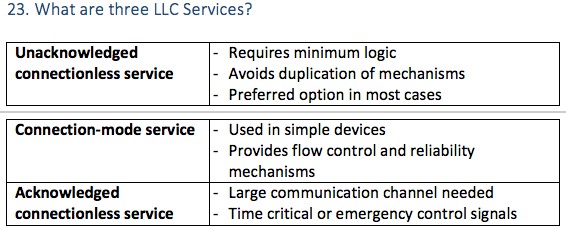 23. What are three LLC Services?
Unacknowledged connectionless service
- Requires minimum logic
- Avoids duplication of mechanisms
- Preferred option in most cases
Connection-mode service
- Used in simple devices
- Provides flow control and reliability
mechanisms
Acknowledged connectionless service
- Large communication channel needed
- Time critical or emergency control signals